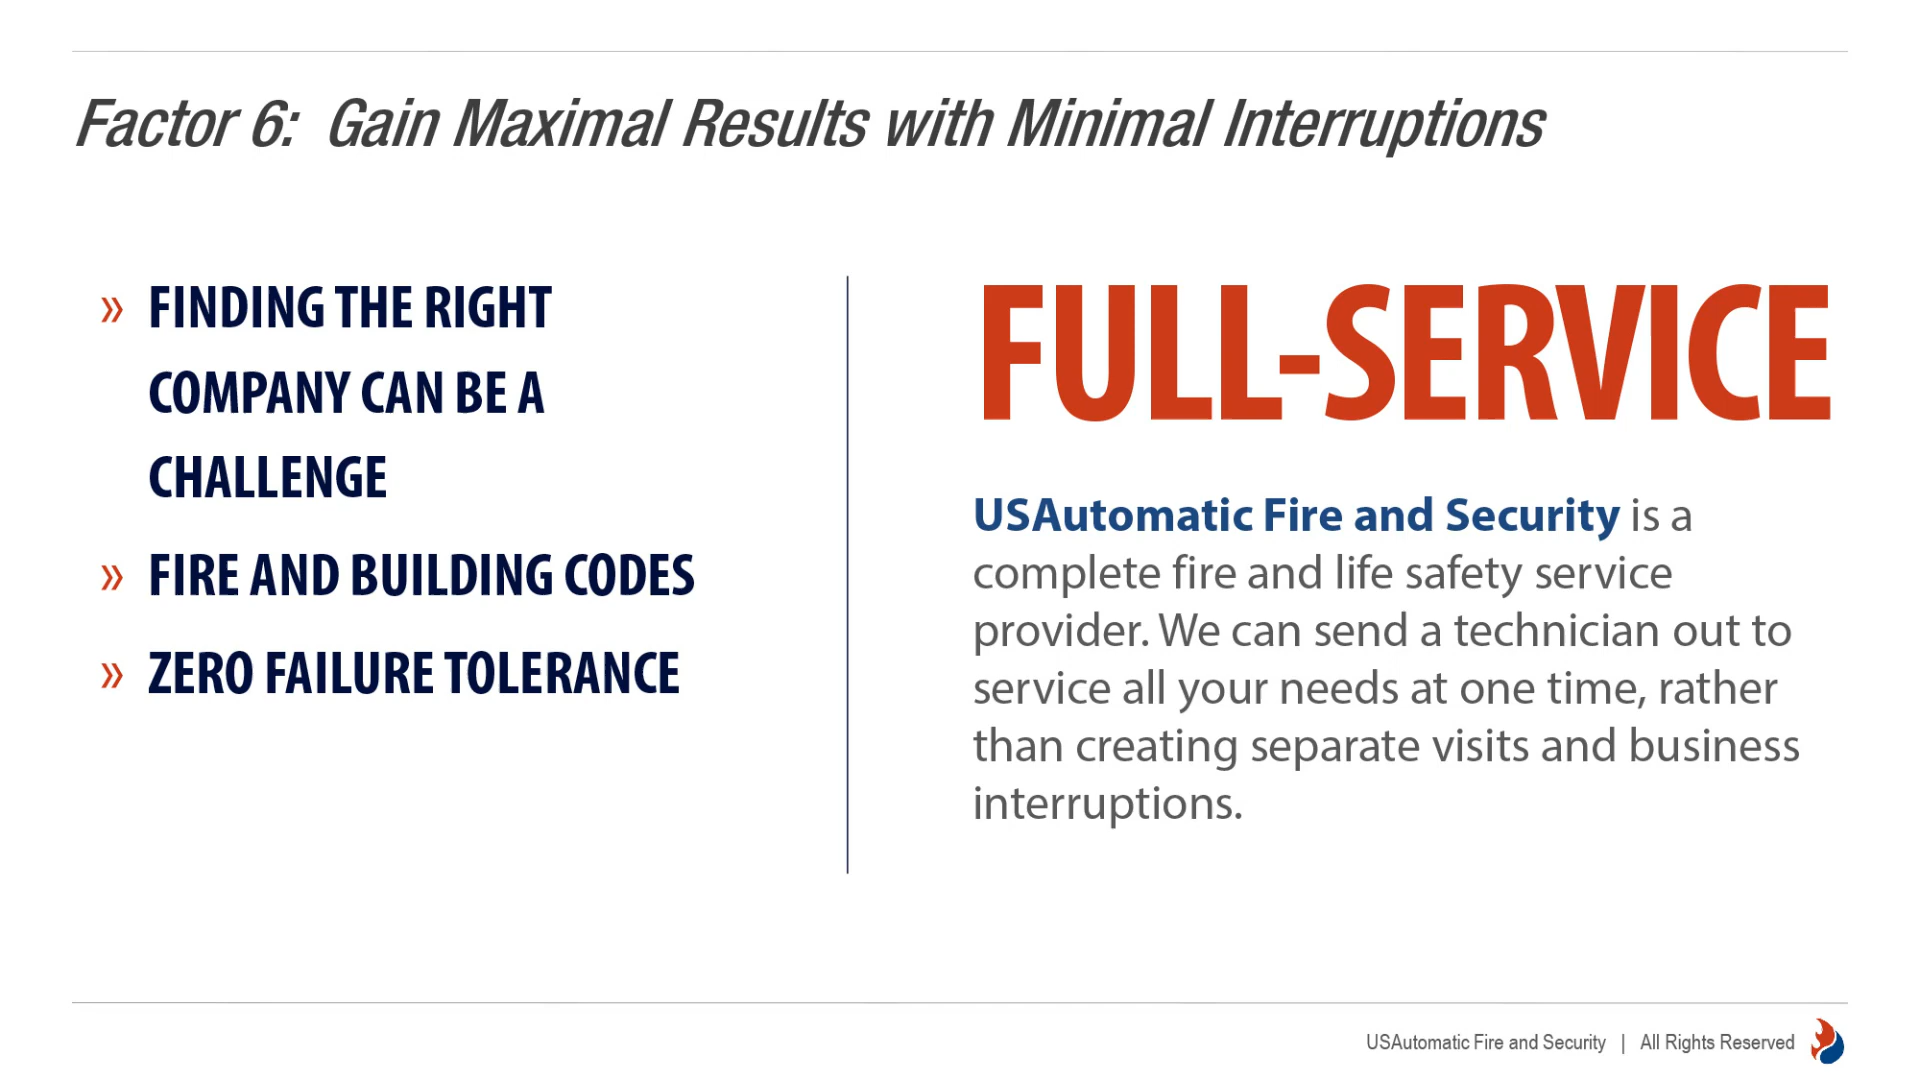 Factor 6: Gain Maximal Results with Minimal Interruptions
» FINDING THE RIGHT
COMPANY CAN BE A
CHALLENGE
» FIRE AND BUILDING CODES
» ZERO FAILURE TOLERANCE
FULL-SERVICE
USAutomatic Fire and Security is a
complete fire and life safety service
provider. We can send a technician out to
service all your needs at one time, rather
than creating separate visits and business
interruptions.
USAutomatic Fire and Security | All Rights Reserved